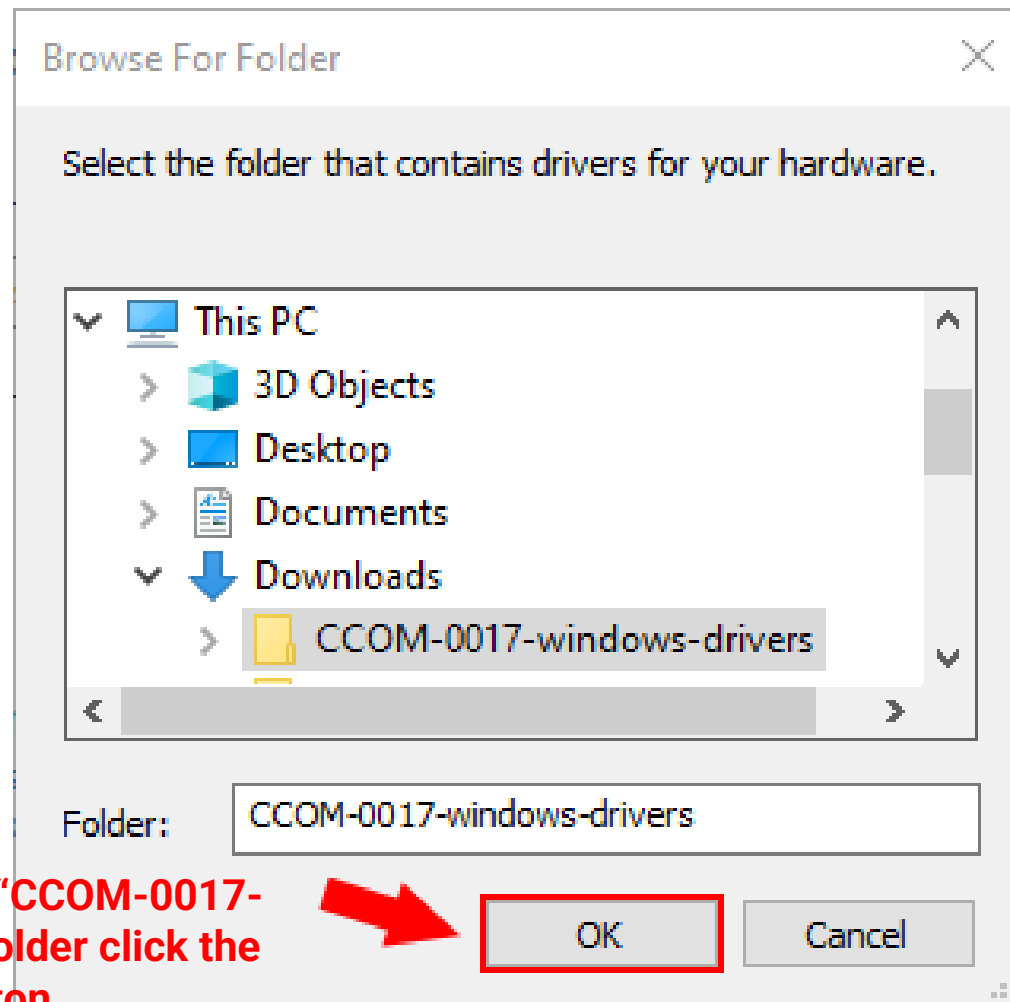 Browse For Folder
Select the folder that contains drivers for your hardware.
This PC
3D Objects
Desktop
Documents
Downloads
CCOM-0017-windows-drivers
Folder: CCOM-0017-windows-drivers
“CCOM-0017-
older click the
OK Cancel